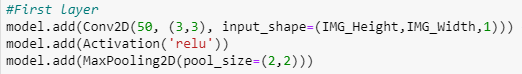 #First layer
model.add(Conv2D(50, (3,3), input_shape=(IMG_Height,IMG_Width,1)))
model.add(Activation('relu'))
model.add(MaxPooling2D(pool_size=(2,2)))